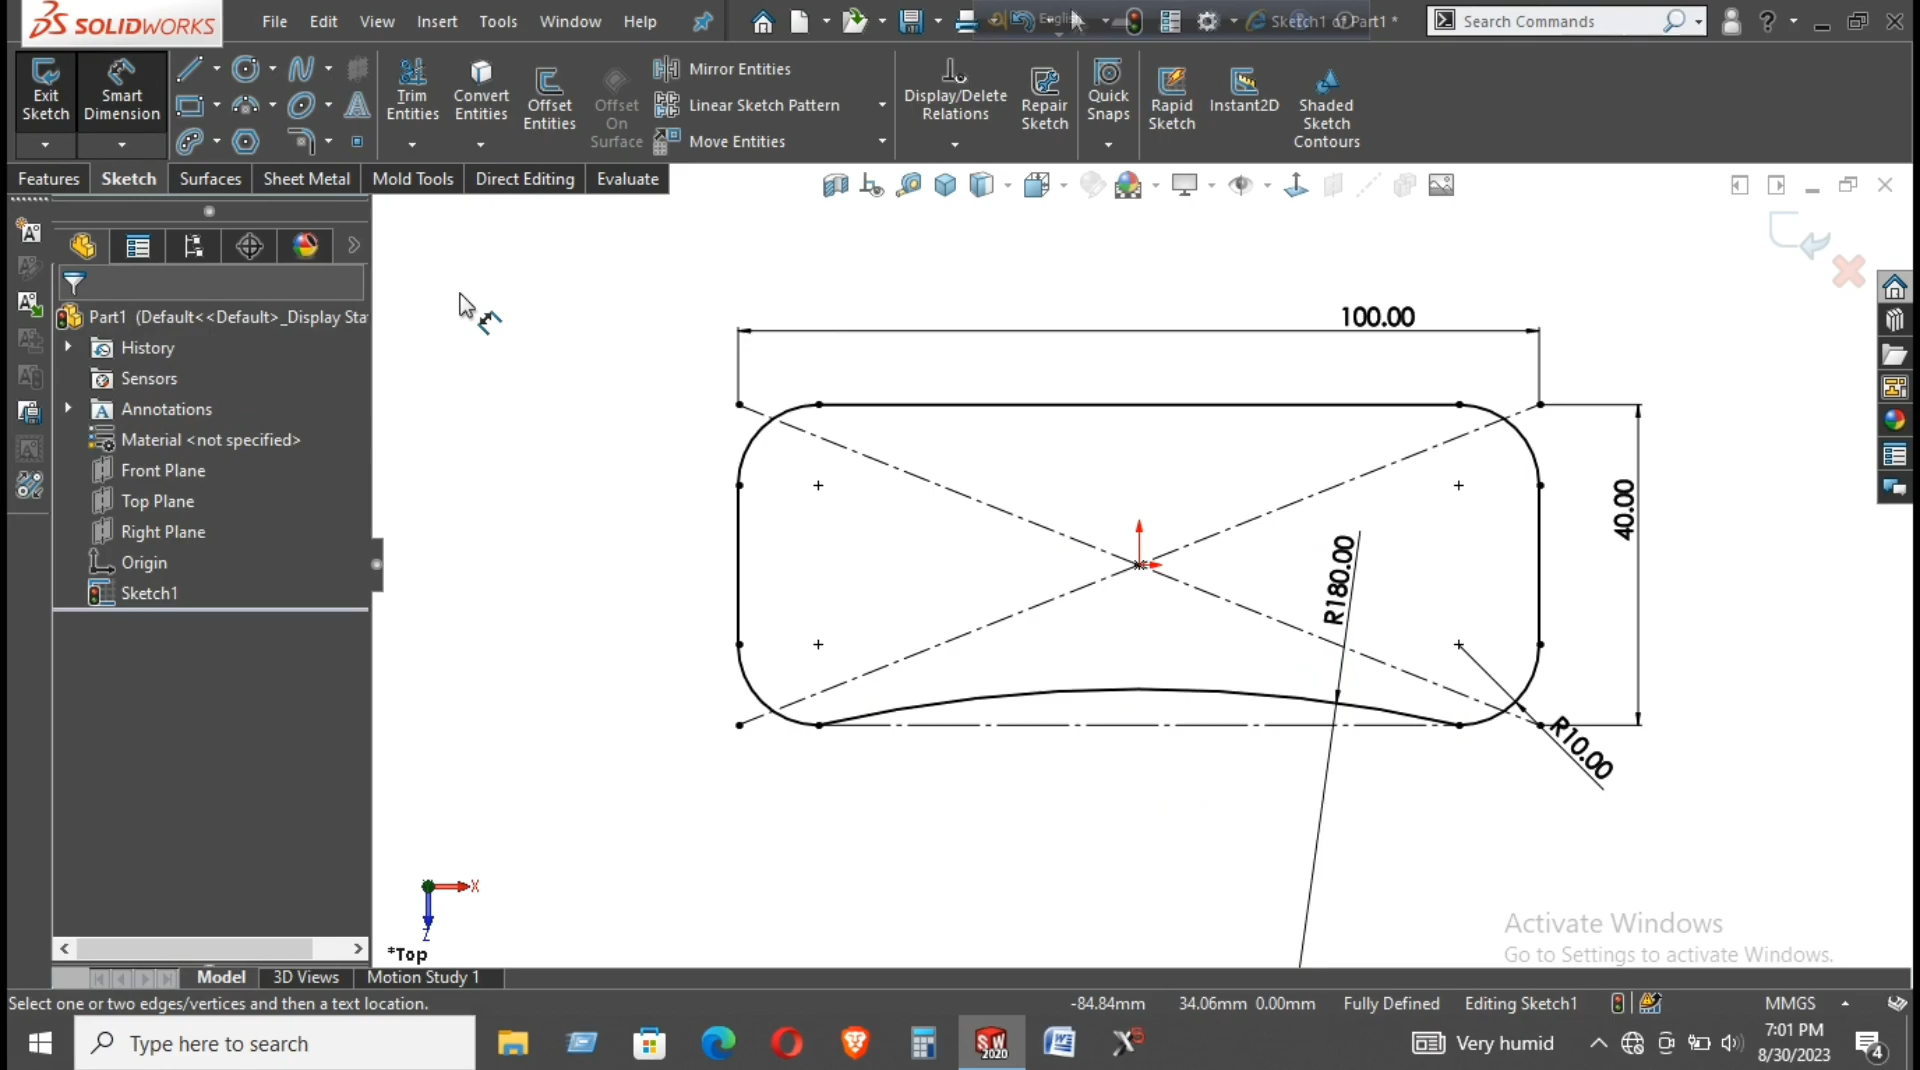 SOLIDWORKS
File Edit View Insert Tools Window Help
English
Sketch1 of Part1 *
Search Commands
Exit Sketch
Smart Dimension
Trim Entities
Convert Entities
Offset Entities
Offset On Surface
Mirror Entities
Linear Sketch Pattern
Move Entities
Display/Delete Relations
Repair Sketch
Quick Snaps
Rapid Sketch
Instant2D
Shaded Sketch Contours
Features Sketch Surfaces Sheet Metal Mold Tools Direct Editing Evaluate
Part1 (Default<<Default>_Display Sta
History
Sensors
Annotations
Material <not specified>
Front Plane
Top Plane
Right Plane
Origin
Sketch1
100.00
40.00
R180.00
R10.00
X
Z
*Top
Activate Windows
Go to Settings to activate Windows.
Model 3D Views Motion Study 1
Select one or two edges/vertices and then a text location.
-84.84mm 34.06mm 0.00mm Fully Defined Editing Sketch1 MMGS
Type here to search
SW 2020
Very humid
7:01 PM
8/30/2023
4